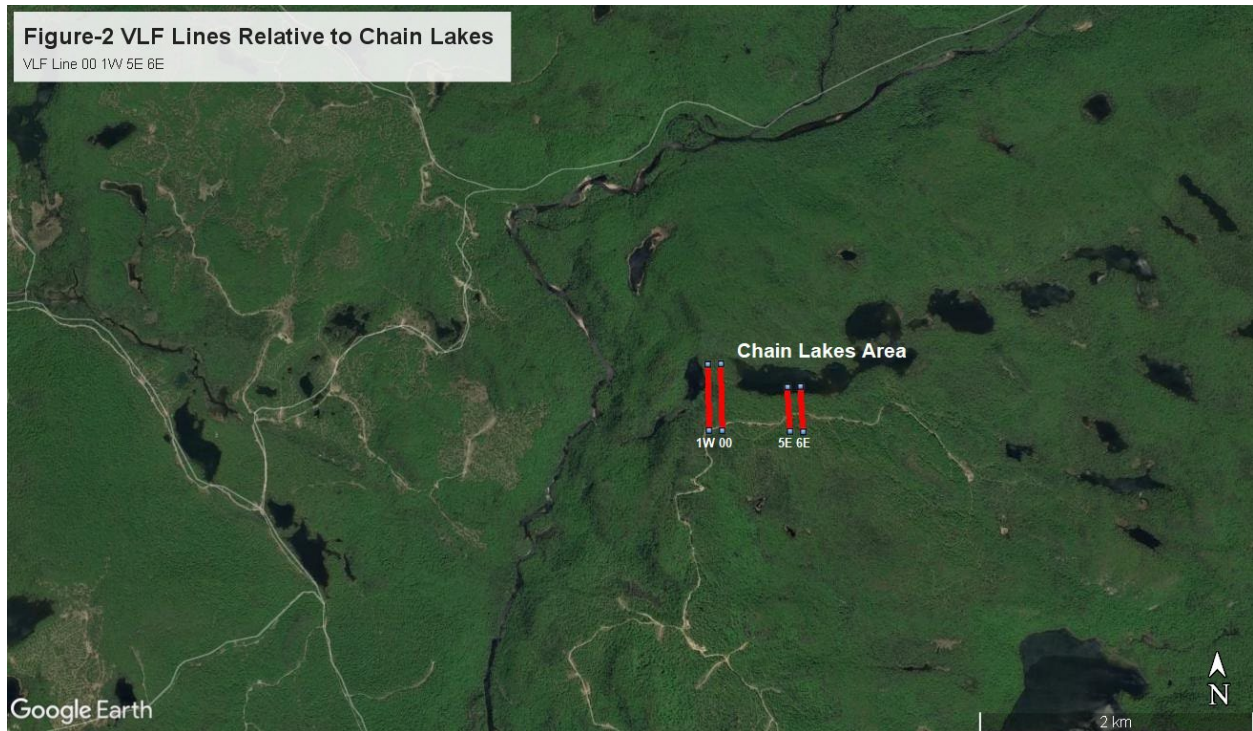 Figure-2 VLF Lines Relative to Chain Lakes
VLF Line 00 1W 5E 6E
Chain Lakes Area
1W 00
5E 6E
Google Earth
N
2 km